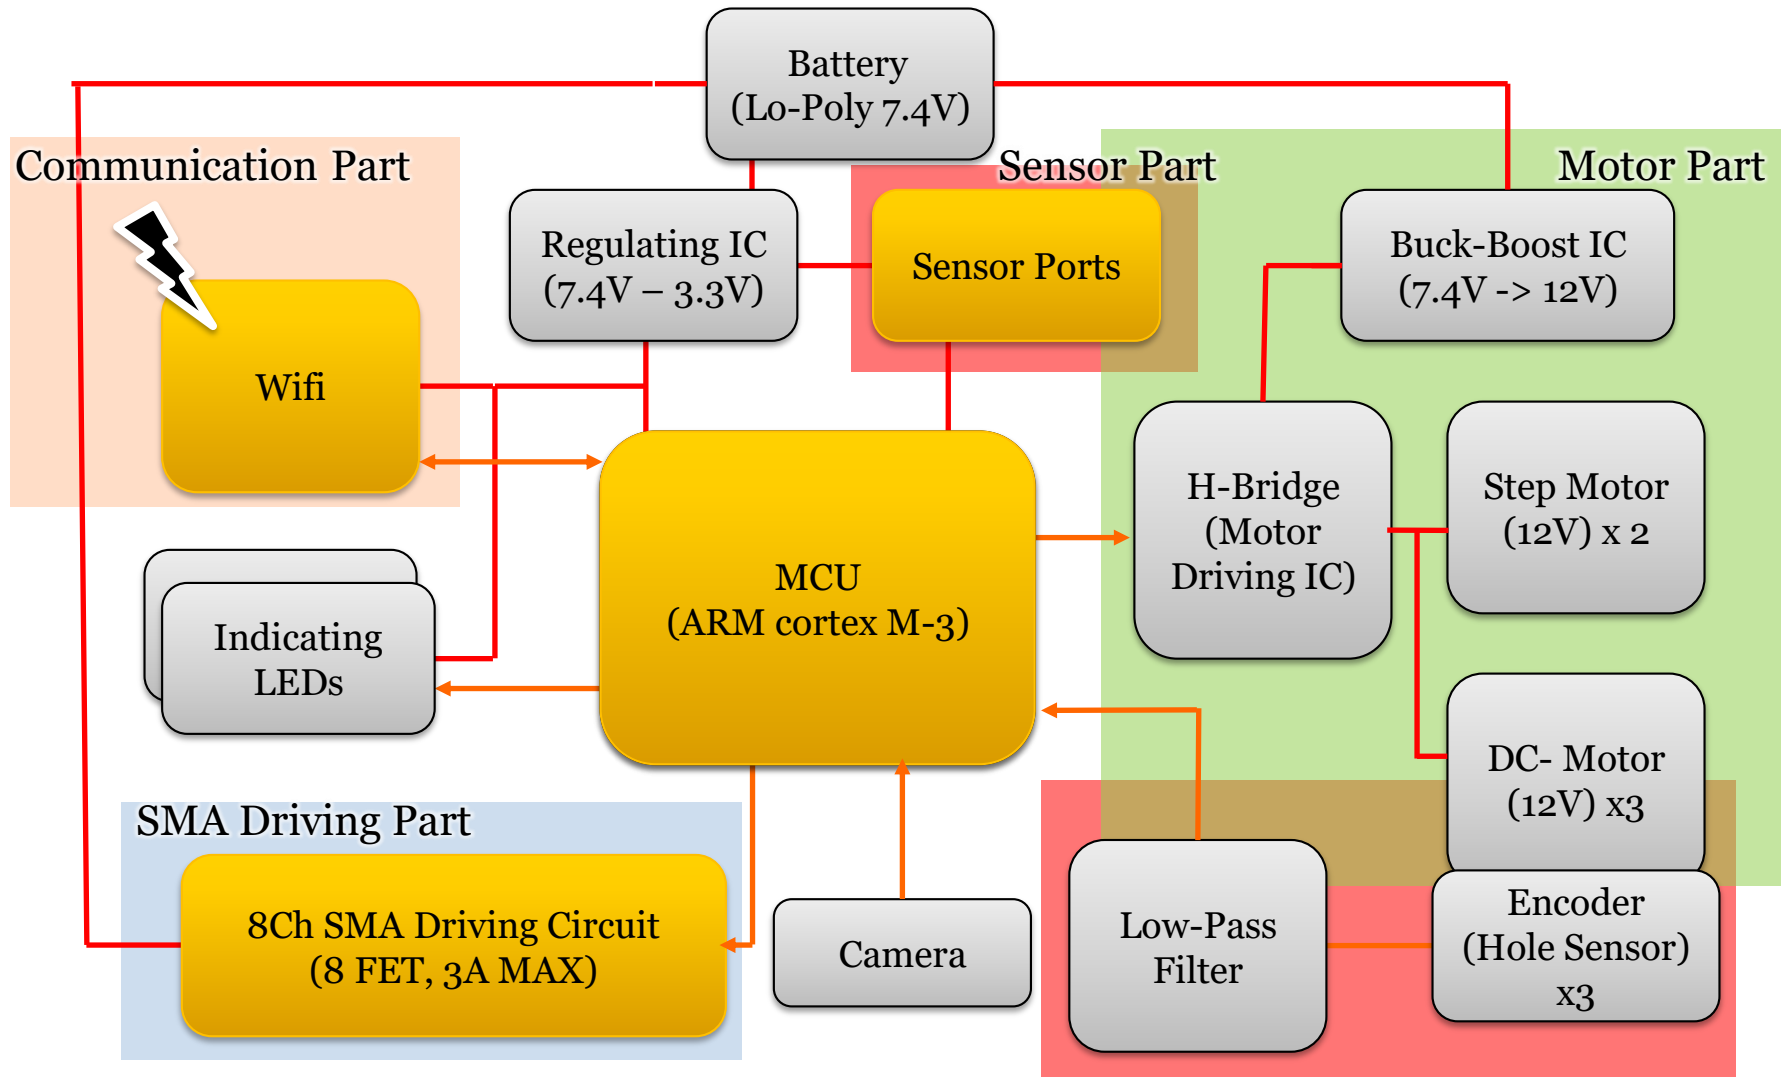 Battery
(Lo-Poly 7.4V)
Communication Part
Sensor Part
Motor Part
Regulating IC
(7.4V – 3.3V)
Sensor Ports
Buck-Boost IC
(7.4V -> 12V)
Wifi
H-Bridge
(Motor
Driving IC)
Step Motor
(12V) x 2
MCU
(ARM cortex M-3)
Indicating
LEDs
DC- Motor
(12V) x3
SMA Driving Part
8Ch SMA Driving Circuit
(8 FET, 3A MAX)
Camera
Low-Pass
Filter
Encoder
(Hole Sensor)
x3